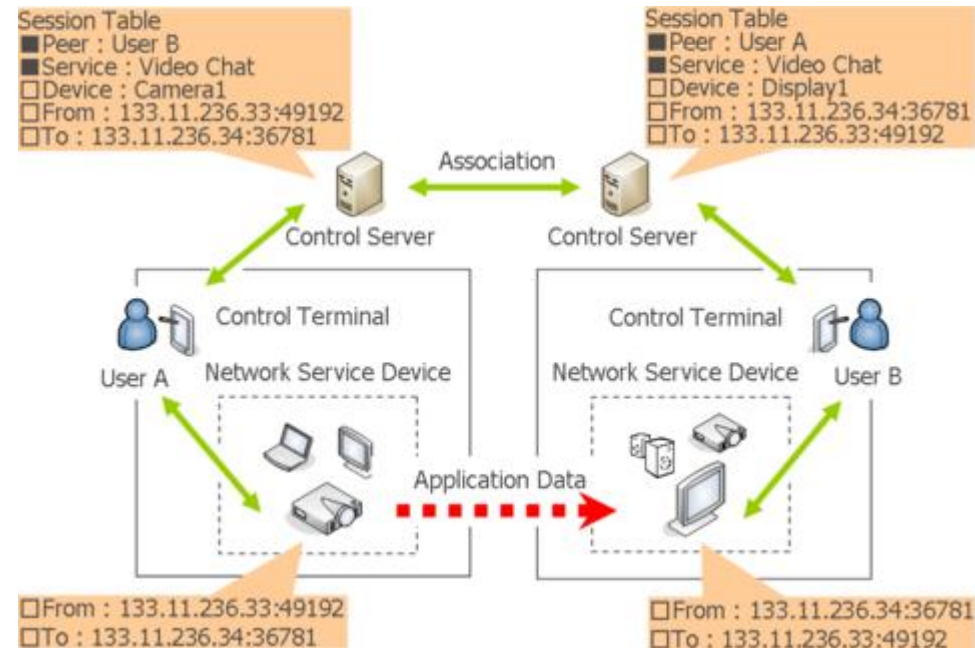 Session Table
■Peer : User B
■Service : Video Chat
□Device : Camera1
□From : 133.11.236.33:49192
□To : 133.11.236.34:36781
Session Table
■Peer : User A
■Service : Video Chat
□Device : Display1
□From : 133.11.236.34:36781
□To : 133.11.236.33:49192
Association
Control Server
Control Server
Control Terminal
Control Terminal
User A
Network Service Device
Network Service Device
User B
Application Data
□From : 133.11.236.33:49192
□To : 133.11.236.34:36781
□From : 133.11.236.34:36781
□To : 133.11.236.33:49192